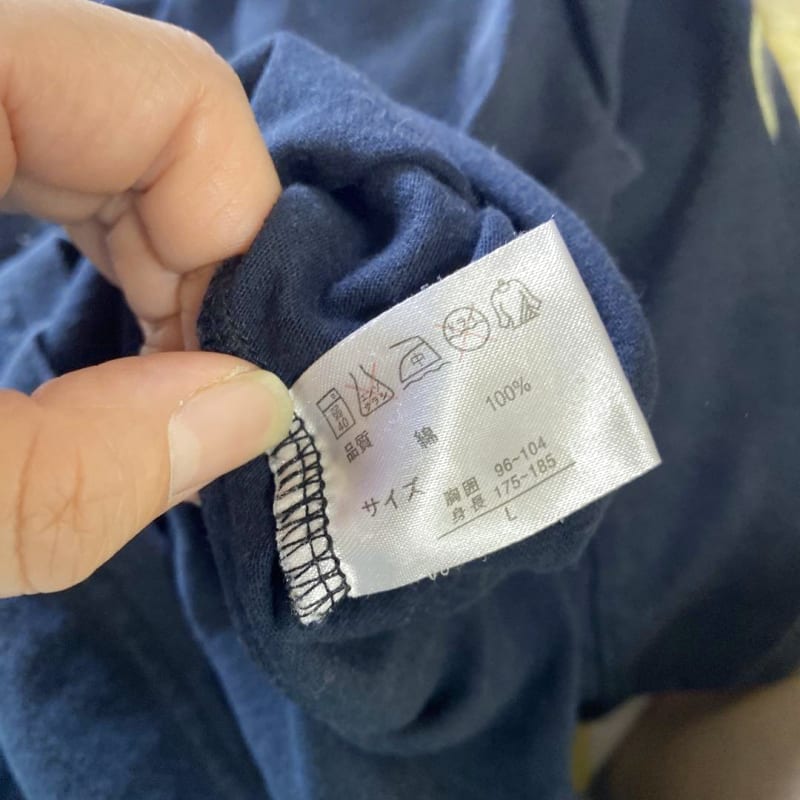 弱
40
エンソ
サラシ
中
ドライ
品質 綿 100%
サイズ 胸囲 96-104
身長 175-185
L